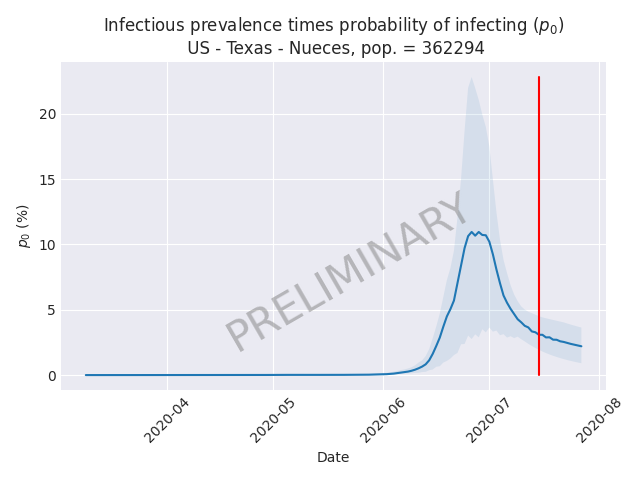 Infectious prevalence times probability of infecting (p₀)
US - Texas - Nueces, pop. = 362294
20
15
10
5
0
p₀ (%)
PRELIMINARY
2020-04
2020-05
2020-06
2020-07
2020-08
Date